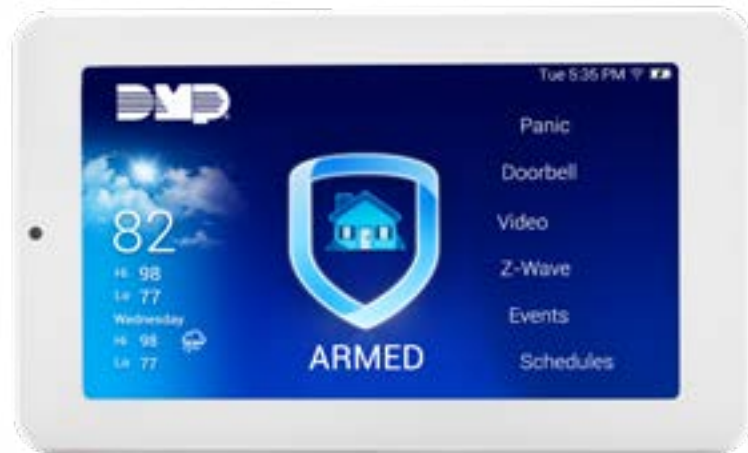 DMP
Tue 5:35 PM
82
Hi 98
Lo 77
Wednesday
Hi 98
Lo 77
ARMED
Panic
Doorbell
Video
Z-Wave
Events
Schedules